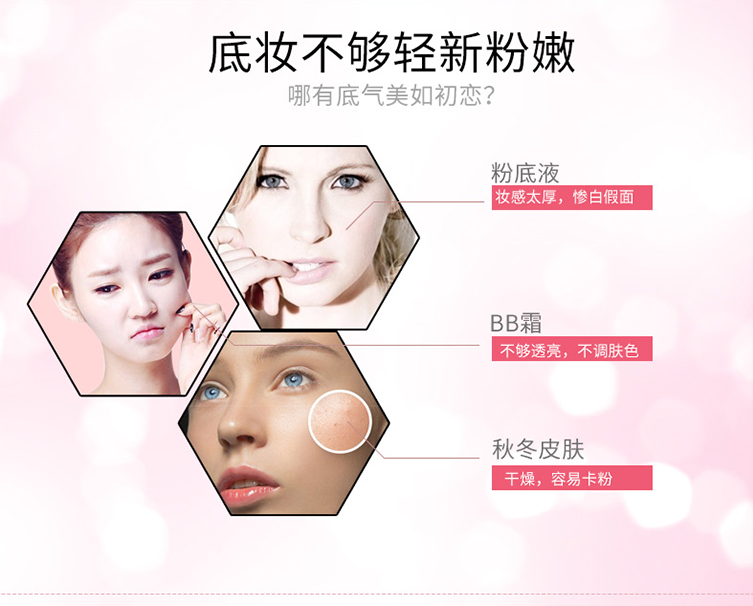 底妆不够轻新粉嫩
哪有底气美如初恋？
粉底液
妆感太厚，惨白假面
BB霜
不够透亮，不调肤色
秋冬皮肤
干燥，容易卡粉